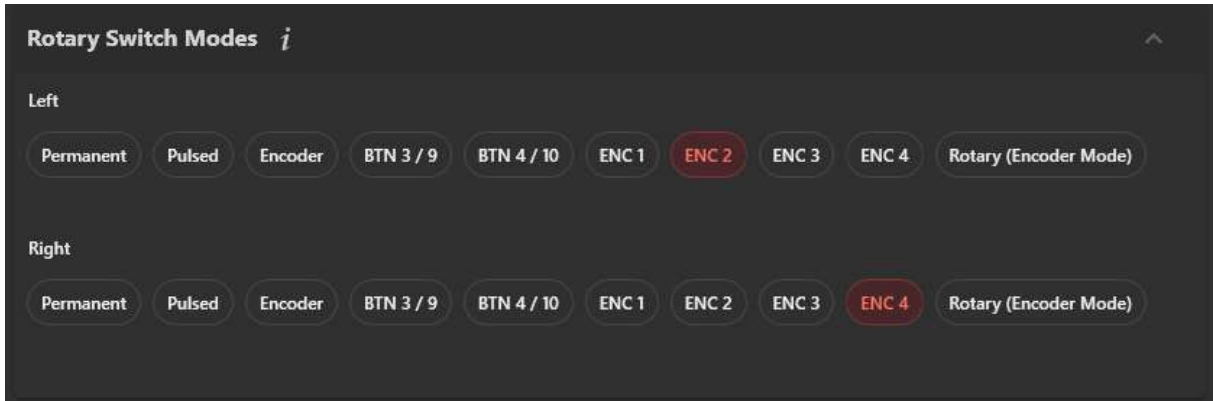 Rotary Switch Modes i
Left
Permanent Pulsed Encoder BTN 3 / 9 BTN 4 / 10 ENC 1 ENC 2 ENC 3 ENC 4 Rotary (Encoder Mode)
Right
Permanent Pulsed Encoder BTN 3 / 9 BTN 4 / 10 ENC 1 ENC 2 ENC 3 ENC 4 Rotary (Encoder Mode)